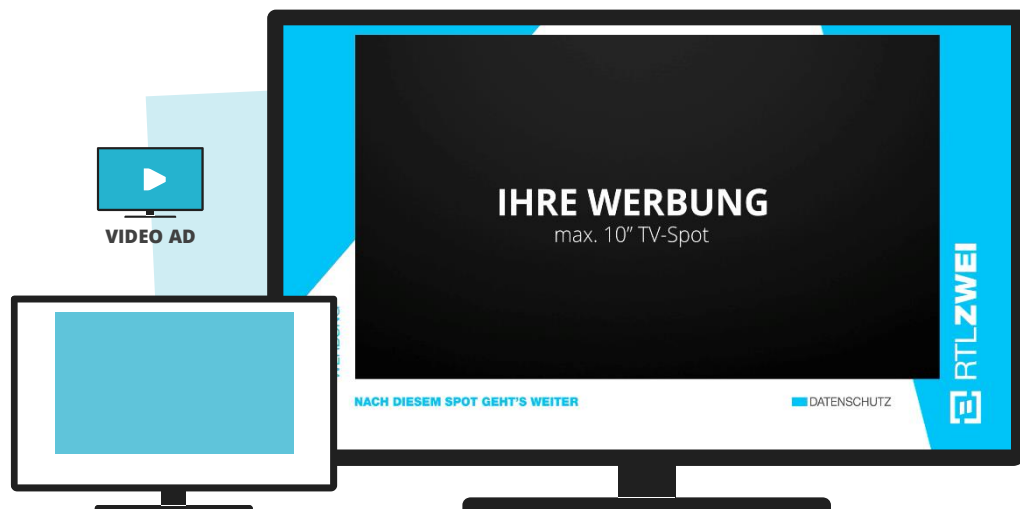 IHRE WERBUNG
max. 10” TV-Spot
VIDEO AD
RTLZWEI
NACH DIESEM SPOT GEHT’S WEITER
DATENSCHUTZ